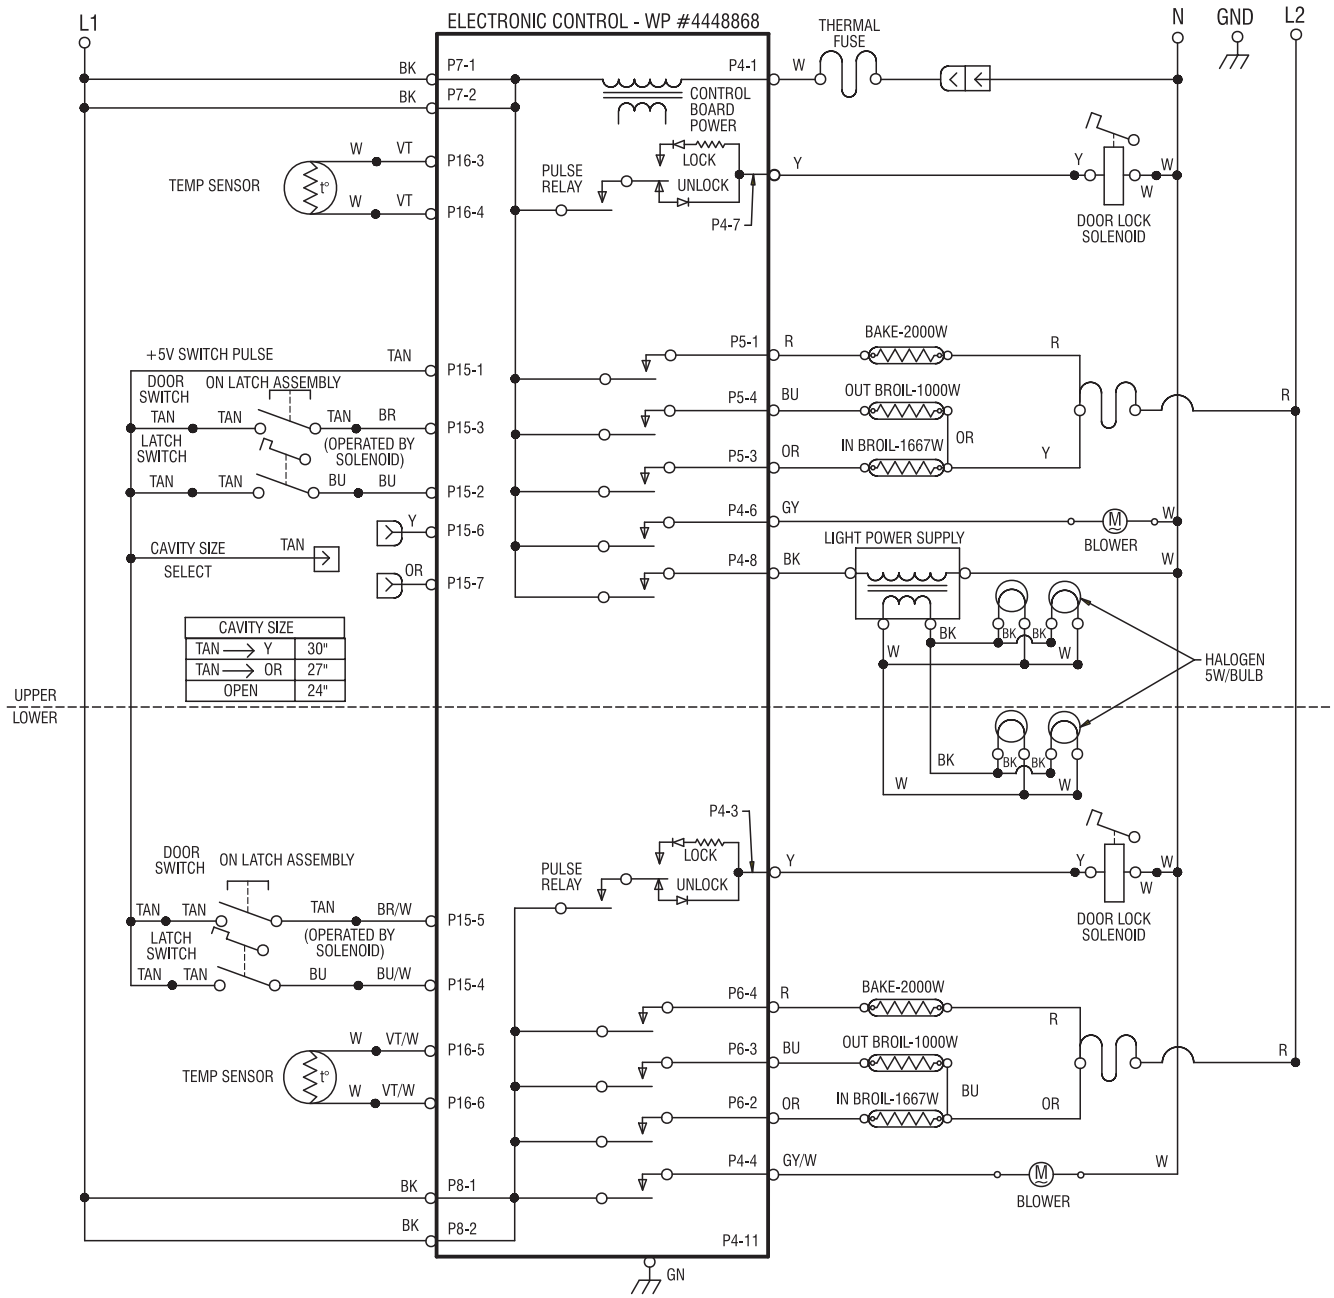 L1
ELECTRONIC CONTROL - WP #4448868
THERMAL
FUSE
N
GND
L2
BK
P7-1
P4-1
W
BK
P7-2
CONTROL
BOARD
POWER
W
VT
P16-3
TEMP SENSOR
t°
W
VT
P16-4
PULSE
RELAY
LOCK
UNLOCK
P4-7
Y
Y
W
W
DOOR LOCK
SOLENOID
+5V SWITCH PULSE
TAN
P15-1
DOOR
SWITCH
ON LATCH ASSEMBLY
TAN
TAN
TAN
BR
P15-3
LATCH
SWITCH
(OPERATED BY
SOLENOID)
TAN
TAN
BU
BU
P15-2
Y
P15-6
CAVITY SIZE
SELECT
TAN
OR
P15-7
P5-1
R
BAKE-2000W
R
P5-4
BU
OUT BROIL-1000W
R
OR
P5-3
OR
IN BROIL-1667W
Y
P4-6
GY
M
W
BLOWER
LIGHT POWER SUPPLY
P4-8
BK
W
BK
BK
BK
W
W
HALOGEN
5W/BULB
CAVITY SIZE
TAN → Y 30"
TAN → OR 27"
OPEN 24"
UPPER
LOWER
BK
BK
BK
W
W
P4-3
PULSE
RELAY
LOCK
UNLOCK
Y
Y
W
W
DOOR LOCK
SOLENOID
DOOR
SWITCH
ON LATCH ASSEMBLY
TAN
TAN
TAN
BR/W
P15-5
LATCH
SWITCH
(OPERATED BY
SOLENOID)
TAN
TAN
BU
BU/W
P15-4
W
VT/W
P16-5
TEMP SENSOR
t°
W
VT/W
P16-6
P6-4
R
BAKE-2000W
R
P6-3
BU
OUT BROIL-1000W
R
BU
P6-2
OR
IN BROIL-1667W
OR
P4-4
GY/W
M
W
BLOWER
BK
P8-1
BK
P8-2
P4-11
GN